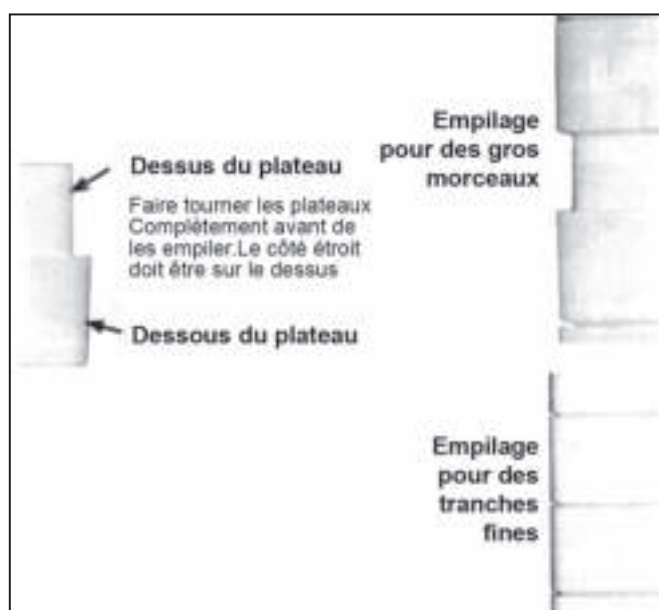 Dessus du plateau
Faire tourner les plateaux
Complètement avant de
les empiler.Le côté étroit
doit être sur le dessus
Dessous du plateau
Empilage
pour des gros
morceaux
Empilage
pour des
tranches
fines